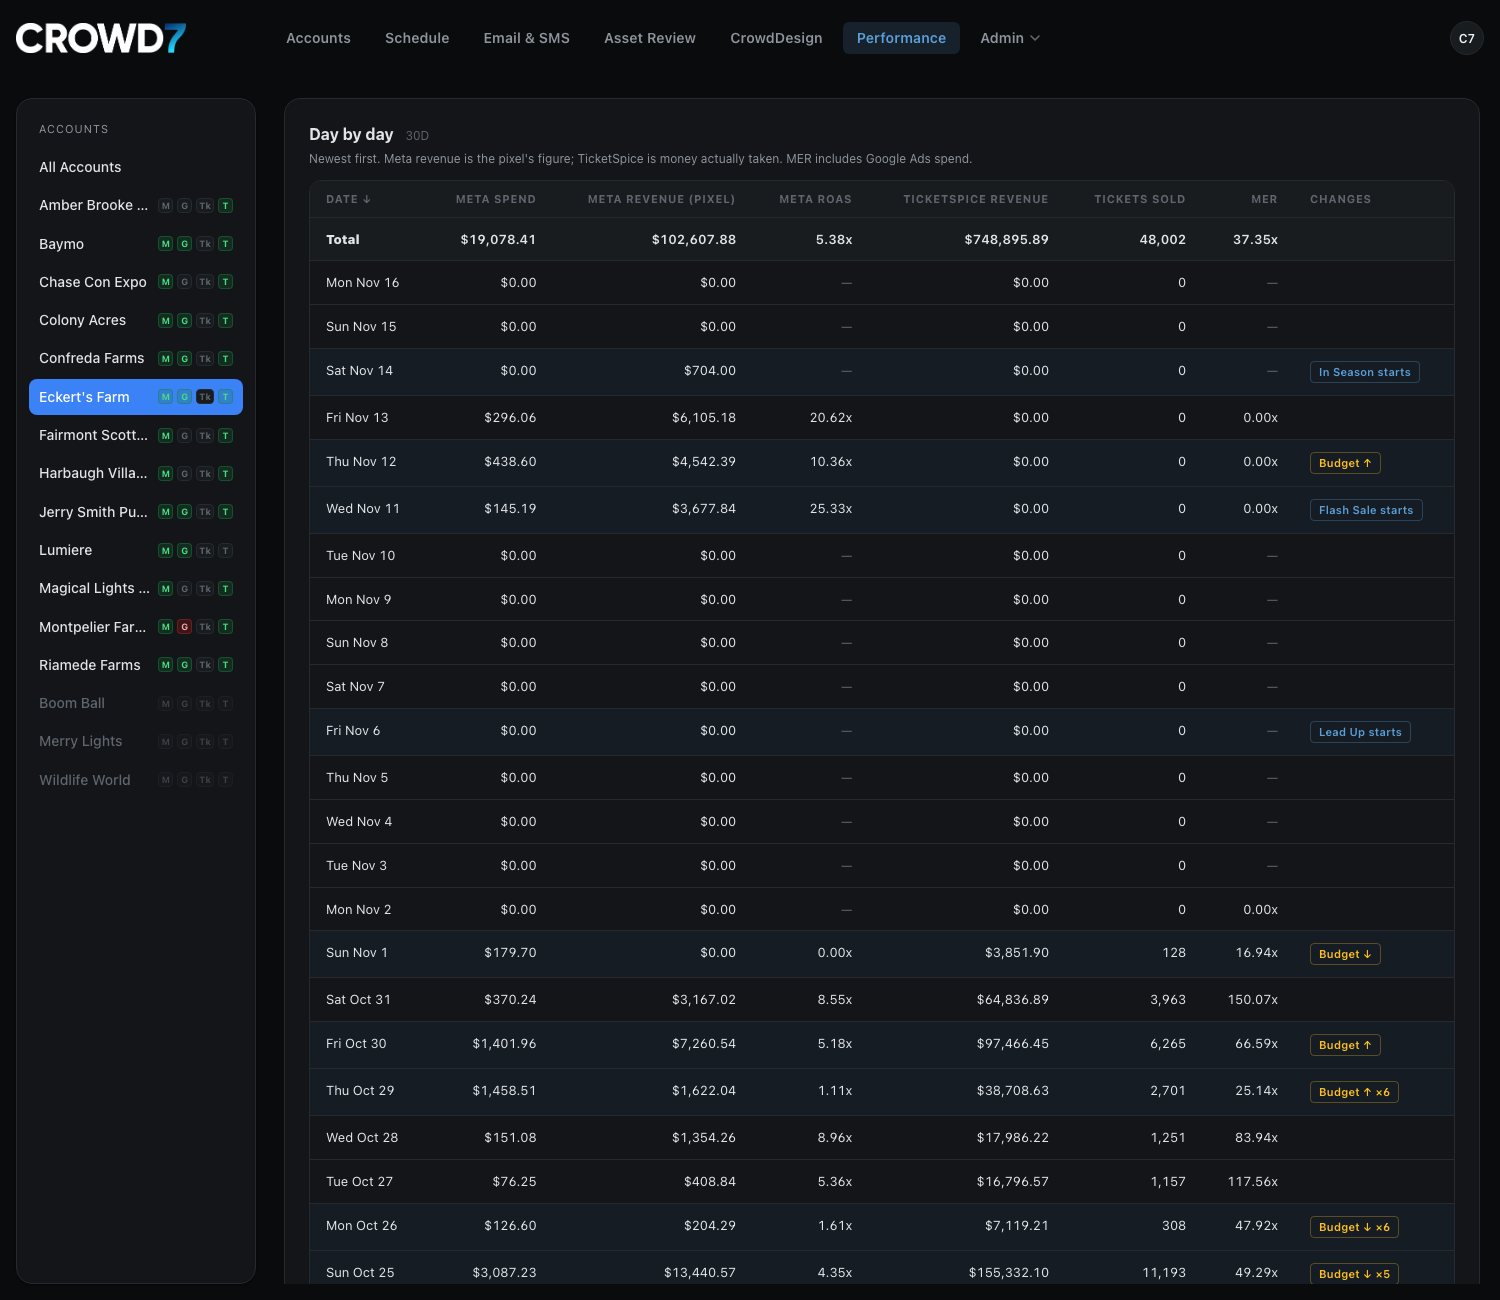 CROWD7
Accounts Schedule Email & SMS Asset Review CrowdDesign Performance Admin
C7
ACCOUNTS
All Accounts
Amber Brooke ... M G Tk T
Baymo M G Tk T
Chase Con Expo M G Tk T
Colony Acres M G Tk T
Confreda Farms M G Tk T
Eckert's Farm M G Tk T
Fairmont Scott... M G Tk T
Harbaugh Villa... M G Tk T
Jerry Smith Pu... M G Tk T
Lumiere M G Tk T
Magical Lights ... M G Tk T
Montpelier Far... M G Tk T
Riamede Farms M G Tk T
Boom Ball M G Tk T
Merry Lights M G Tk T
Wildlife World M G Tk T
Day by day 30D
Newest first. Meta revenue is the pixel's figure; TicketSpice is money actually taken. MER includes Google Ads spend.
DATE ↓ META SPEND META REVENUE (PIXEL) META ROAS TICKETSPICE REVENUE TICKETS SOLD MER CHANGES
Total $19,078.41 $102,607.88 5.38x $748,895.89 48,002 37.35x
Mon Nov 16 $0.00 $0.00 — $0.00 0 —
Sun Nov 15 $0.00 $0.00 — $0.00 0 —
Sat Nov 14 $0.00 $704.00 — $0.00 0 — In Season starts
Fri Nov 13 $296.06 $6,105.18 20.62x $0.00 0 0.00x
Thu Nov 12 $438.60 $4,542.39 10.36x $0.00 0 0.00x Budget ↑
Wed Nov 11 $145.19 $3,677.84 25.33x $0.00 0 0.00x Flash Sale starts
Tue Nov 10 $0.00 $0.00 — $0.00 0 —
Mon Nov 9 $0.00 $0.00 — $0.00 0 —
Sun Nov 8 $0.00 $0.00 — $0.00 0 —
Sat Nov 7 $0.00 $0.00 — $0.00 0 —
Fri Nov 6 $0.00 $0.00 — $0.00 0 — Lead Up starts
Thu Nov 5 $0.00 $0.00 — $0.00 0 —
Wed Nov 4 $0.00 $0.00 — $0.00 0 —
Tue Nov 3 $0.00 $0.00 — $0.00 0 —
Mon Nov 2 $0.00 $0.00 — $0.00 0 0.00x
Sun Nov 1 $179.70 $0.00 0.00x $3,851.90 128 16.94x Budget ↓
Sat Oct 31 $370.24 $3,167.02 8.55x $64,836.89 3,963 150.07x
Fri Oct 30 $1,401.96 $7,260.54 5.18x $97,466.45 6,265 66.59x Budget ↑
Thu Oct 29 $1,458.51 $1,622.04 1.11x $38,708.63 2,701 25.14x Budget ↑ ×6
Wed Oct 28 $151.08 $1,354.26 8.96x $17,986.22 1,251 83.94x
Tue Oct 27 $76.25 $408.84 5.36x $16,796.57 1,157 117.56x
Mon Oct 26 $126.60 $204.29 1.61x $7,119.21 308 47.92x Budget ↓ ×6
Sun Oct 25 $3,087.23 $13,440.57 4.35x $155,332.10 11,193 49.29x Budget ↓ ×5